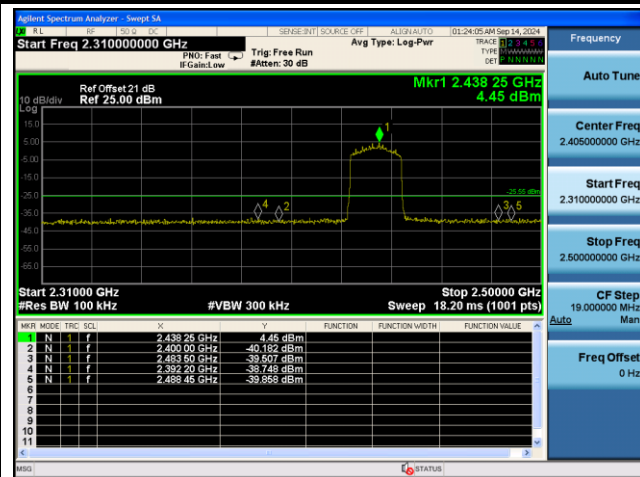 Agilent Spectrum Analyzer - Swept SA
RL RF 50 Ω DC SENSE:INT SOURCE OFF ALIGNAUTO 01:24:05 AM Sep 14, 2024
Start Freq 2.310000000 GHz
Avg Type: Log-Pwr
TRACE 1 2 3 4 5 6
PNO: Fast
Trig: Free Run
TYPE
IFGain:Low
#Atten: 30 dB
DET P N N N N N
Ref Offset 21 dB
Mkr1 2.438 25 GHz
10 dB/div Ref 25.00 dBm
4.45 dBm
Log
15.0
5.00
-5.00
-15.0
-25.0
-25.55 dBm
-35.0
-45.0
-55.0
-65.0
1
4 2 3 5
Start 2.31000 GHz
Stop 2.50000 GHz
#Res BW 100 kHz
#VBW 300 kHz
Sweep 18.20 ms (1001 pts)
MKR MODE TRC SCL X Y FUNCTION FUNCTION WIDTH FUNCTION VALUE
1 N 1 f 2.438 25 GHz 4.45 dBm
2 N 1 f 2.400 00 GHz -40.182 dBm
3 N 1 f 2.483 50 GHz -39.507 dBm
4 N 1 f 2.392 20 GHz -38.748 dBm
5 N 1 f 2.488 45 GHz -39.858 dBm
6
7
8
9
10
11
MSG
STATUS
Frequency
Auto Tune
Center Freq
2.405000000 GHz
Start Freq
2.310000000 GHz
Stop Freq
2.500000000 GHz
CF Step
19.000000 MHz
Auto Man
Freq Offset
0 Hz